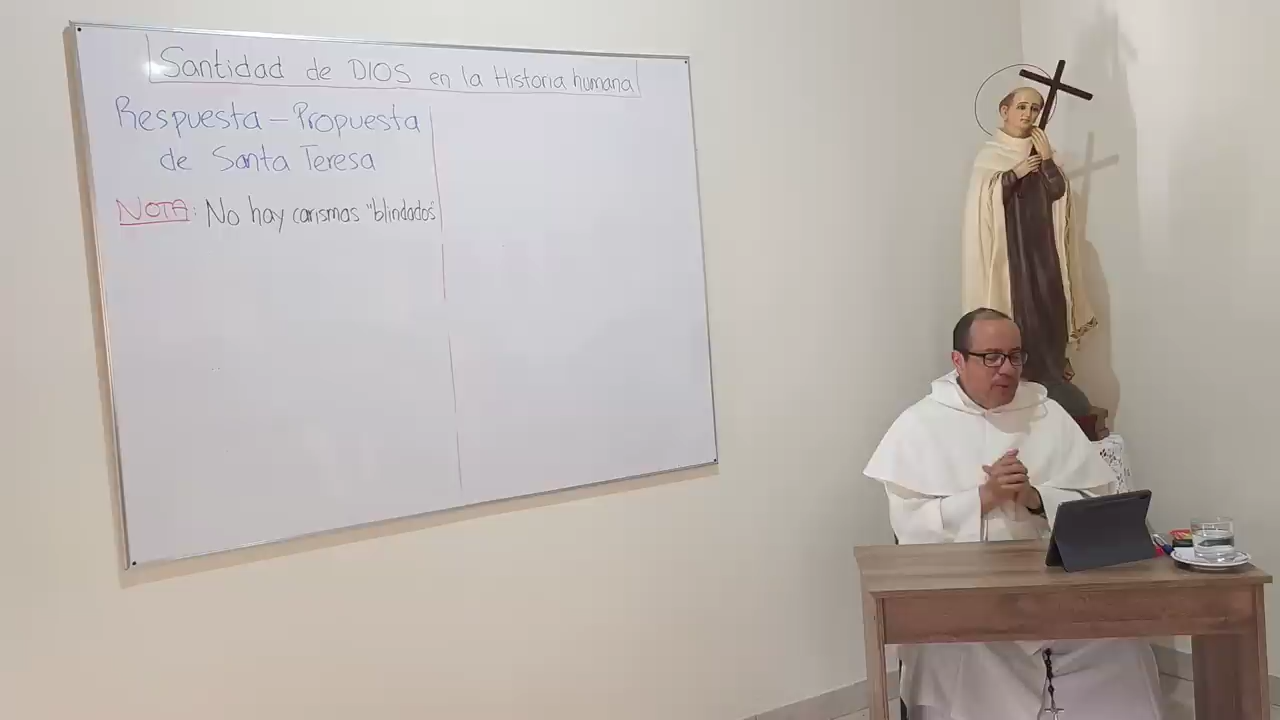 Santidad de DIOS en la Historia humana
Respuesta – Propuesta
de Santa Teresa
NOTA: No hay carismas "blindados"